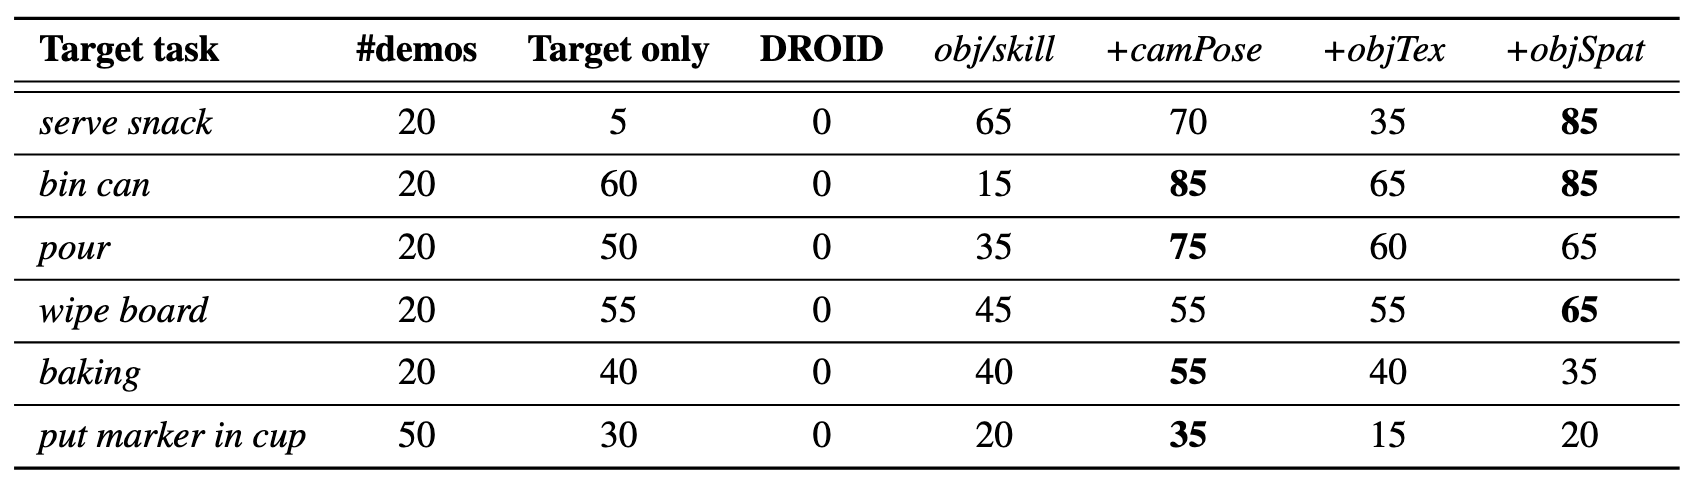 Target task #demos Target only DROID obj/skill +camPose +objTex +objSpat
serve snack 20 5 0 65 70 35 85
bin can 20 60 0 15 85 65 85
pour 20 50 0 35 75 60 65
wipe board 20 55 0 45 55 55 65
baking 20 40 0 40 55 40 35
put marker in cup 50 30 0 20 35 15 20